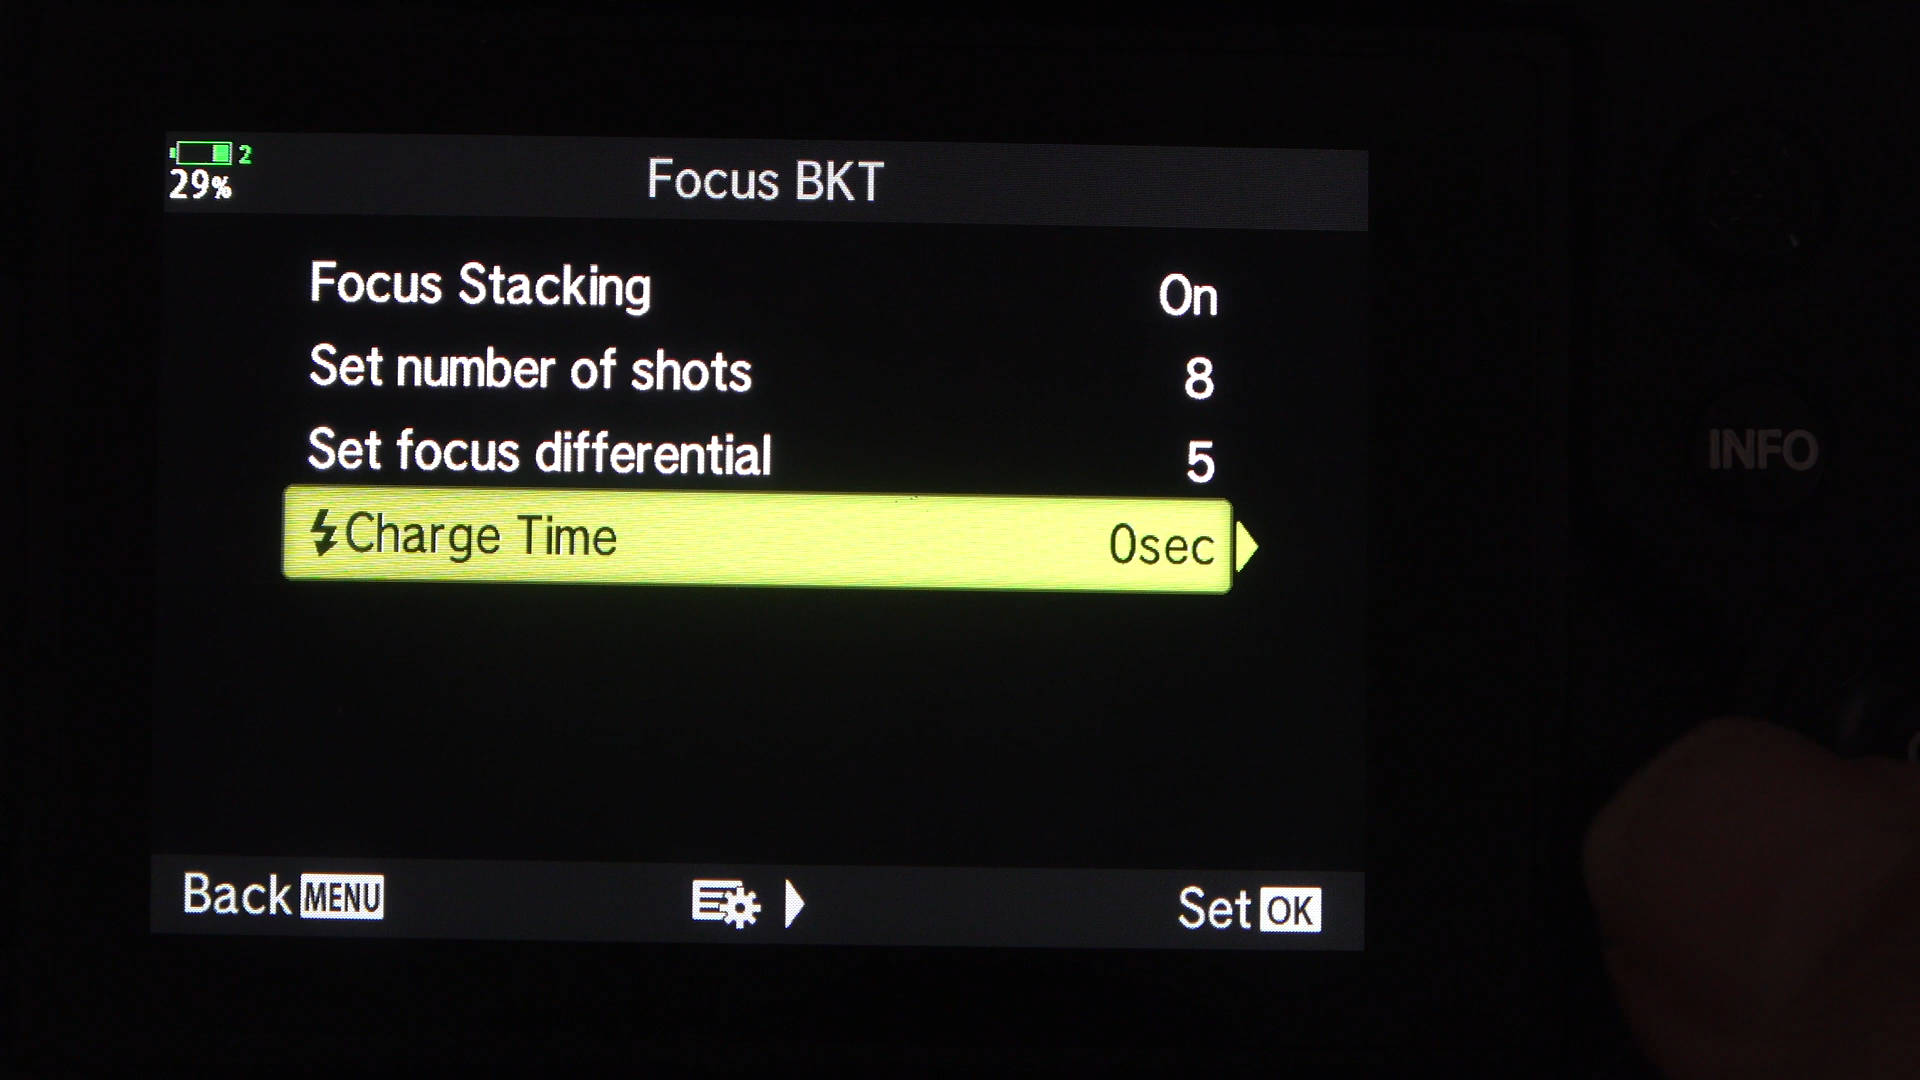 2
29%
Focus BKT
Focus Stacking On
Set number of shots 8
Set focus differential 5
Charge Time 0sec
INFO
Back MENU Set OK